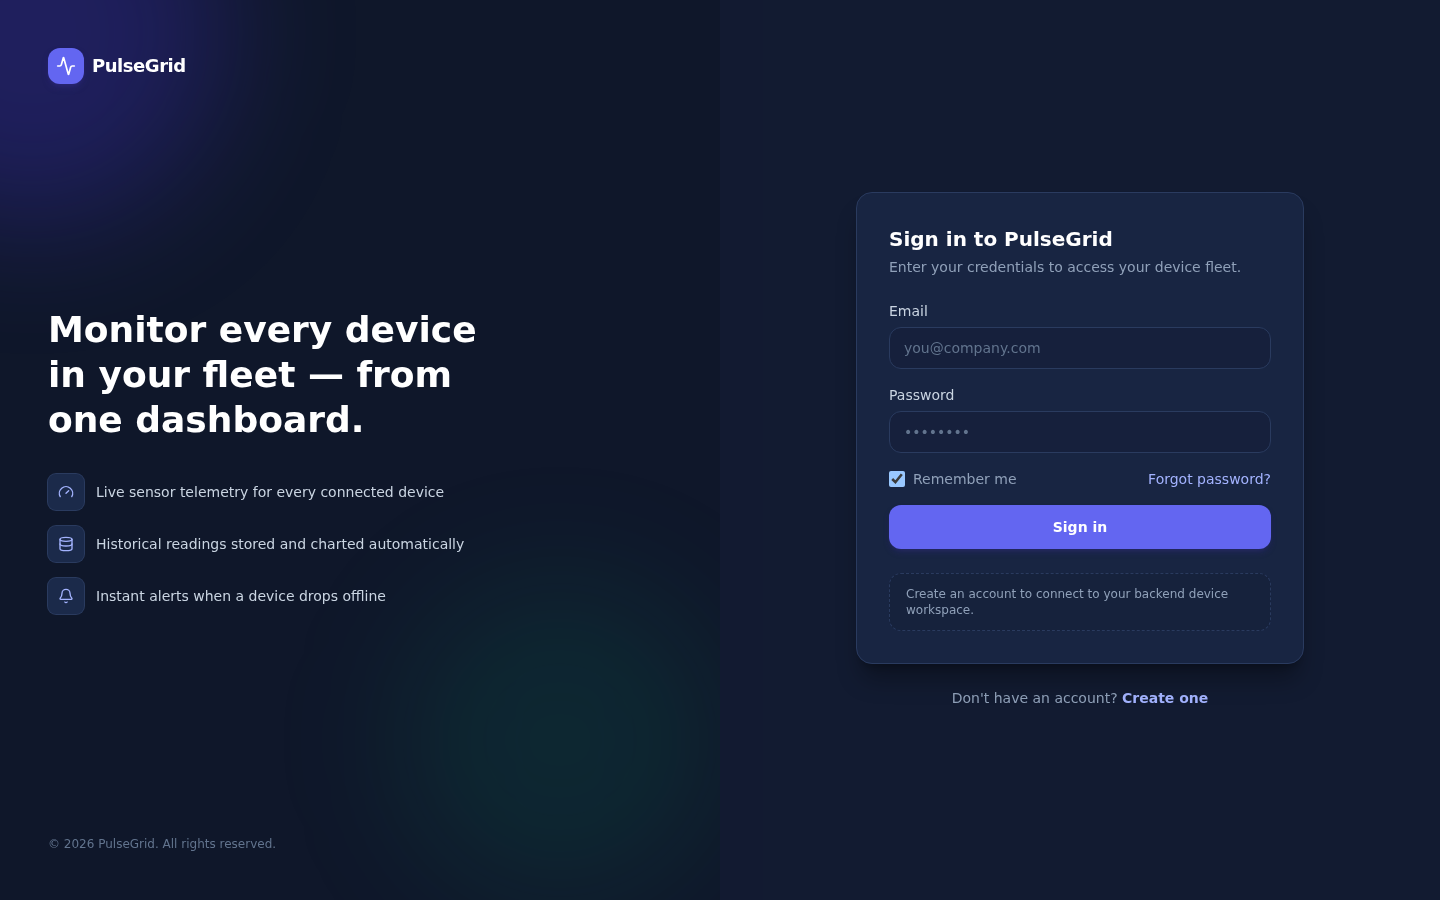 PulseGrid
Monitor every device
in your fleet — from
one dashboard.
Live sensor telemetry for every connected device
Historical readings stored and charted automatically
Instant alerts when a device drops offline
© 2026 PulseGrid. All rights reserved.
Sign in to PulseGrid
Enter your credentials to access your device fleet.
Email
you@company.com
Password
••••••••
Remember me
Forgot password?
Sign in
Create an account to connect to your backend device
workspace.
Don't have an account? Create one